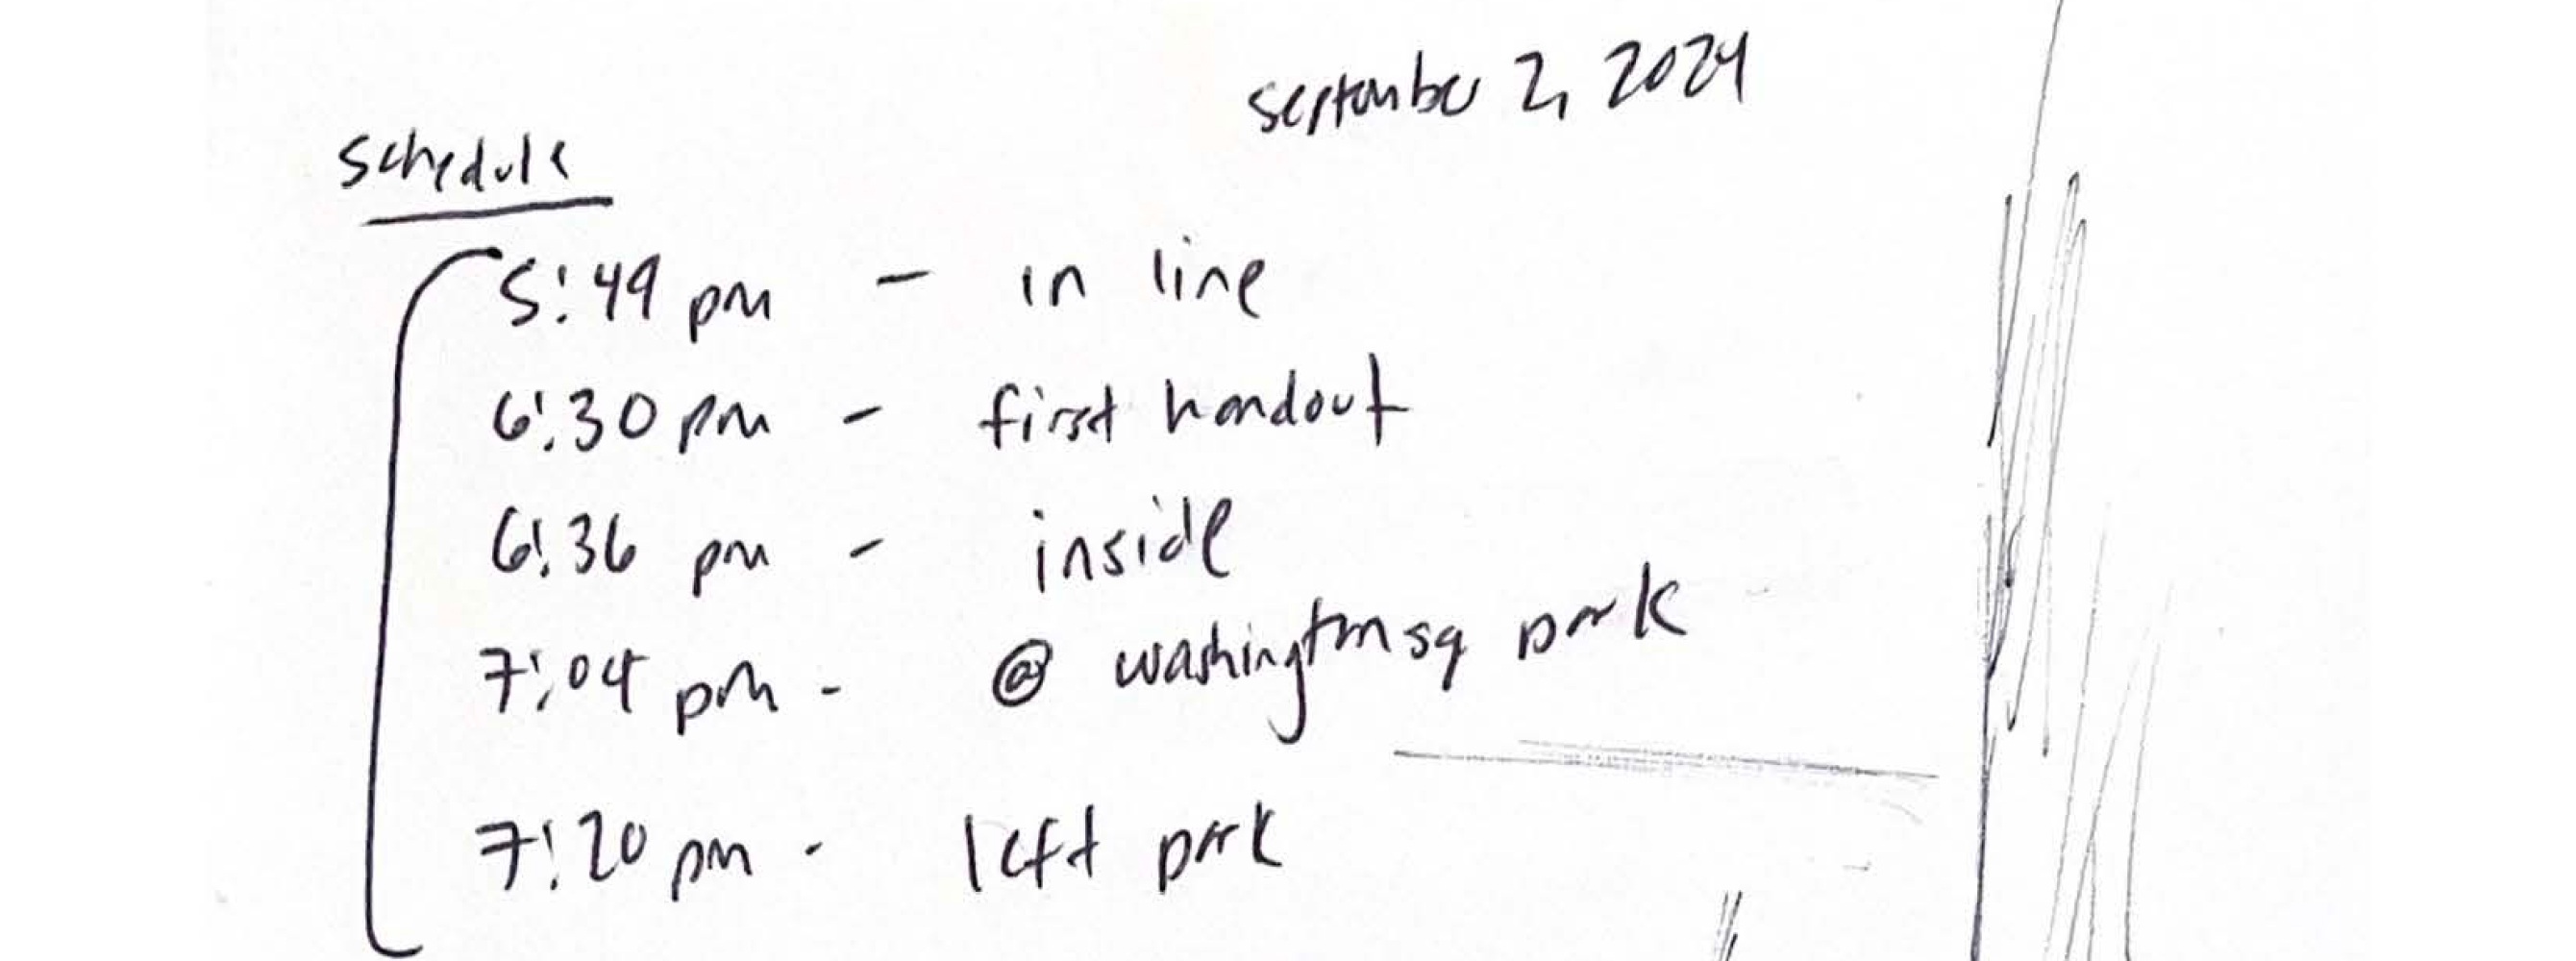 september 2, 2024
schedule
5:49 pm - in line
6:30 pm - first handout
6:36 pm - inside
7:04 pm - @ washington sq park
7:20 pm - left park